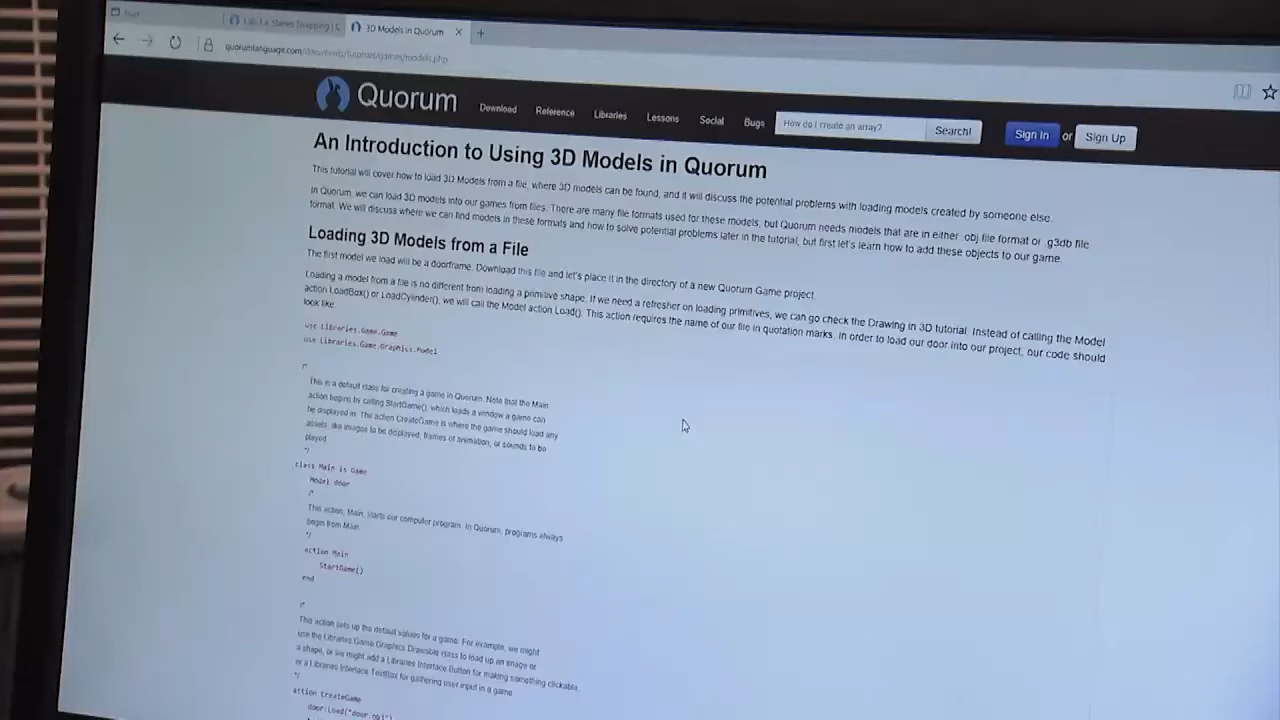 Start
Lab 1.4: Stereo Snapping | C
3D Models in Quorum
quorumlanguage.com/documents/tutorials/games/models.php
Quorum
Download Reference Libraries Lessons Social Bugs
How do I create an array?
Search!
Sign In or Sign Up
An Introduction to Using 3D Models in Quorum
This tutorial will cover how to load 3D Models from a file, where 3D models can be found, and it will discuss the potential problems with loading models created by someone else.
In Quorum, we can load 3D models into our games from files. There are many file formats used for these models, but Quorum needs models that are in either .obj file format or .g3db file
format. We will discuss where we can find models in these formats and how to solve potential problems later in the tutorial, but first let's learn how to add these objects to our game.
Loading 3D Models from a File
The first model we load will be a doorframe. Download this file and let's place it in the directory of a new Quorum Game project.
Loading a model from a file is no different from loading a primitive shape. If we need a refresher on loading primitives, we can go check the Drawing in 3D tutorial. Instead of calling the Model
action LoadBox() or LoadCylinder(), we will call the Model action Load(). This action requires the name of our file in quotation marks. In order to load our door into our project, our code should
look like:
use Libraries.Game.Game
use Libraries.Game.Graphics.Model
/*
This is a default class for creating a game in Quorum. Note that the Main
action begins by calling StartGame(), which loads a window a game can
be displayed in. The action CreateGame is where the game should load any
assets, like images to be displayed, frames of animation, or sounds to be
played.
*/
class Main is Game
Model door
/*
This action, Main, starts our computer program. In Quorum, programs always
begin from Main.
*/
action Main
StartGame()
end
/*
This action sets up the default values for a game. For example, we might
use the Libraries.Game.Graphics.Drawable class to load up an image or
a shape, or we might add a Libraries.Interface.Button for making something clickable,
or a Libraries.Interface.TextBox for gathering user input in a game.
*/
action CreateGame
door:Load("door.obj")